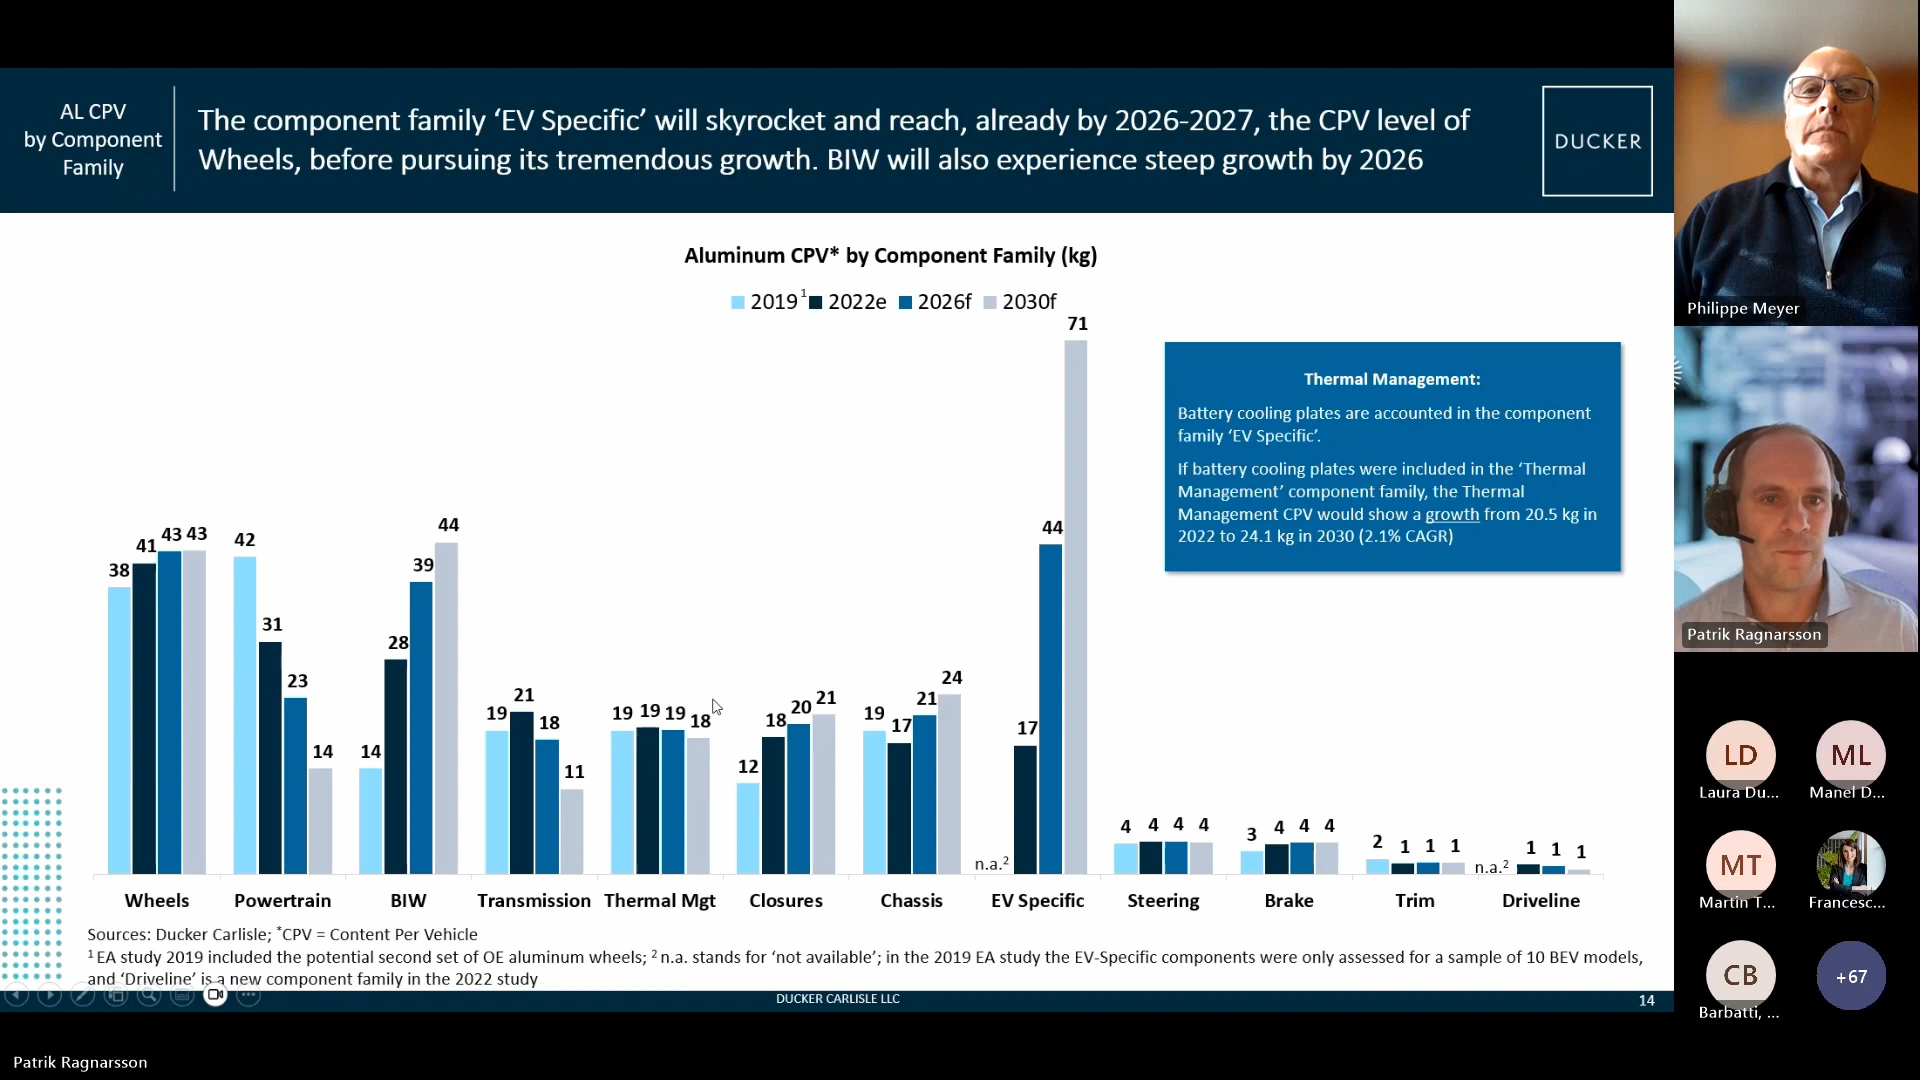 AL CPV
by Component
Family
The component family ‘EV Specific’ will skyrocket and reach, already by 2026-2027, the CPV level of
Wheels, before pursuing its tremendous growth. BIW will also experience steep growth by 2026
DUCKER
Aluminum CPV* by Component Family (kg)
2019¹ 2022e 2026f 2030f
38 41 43 43
42 31 23 14
14 28 39 44
19 21 18 11
19 19 19 18
12 18 20 21
19 17 21 24
n.a.² 17 44 71
4 4 4 4
3 4 4 4
2 1 1 1
n.a.² 1 1 1
Wheels Powertrain BIW Transmission Thermal Mgt Closures Chassis EV Specific Steering Brake Trim Driveline
Thermal Management:
Battery cooling plates are accounted in the component
family ‘EV Specific’.
If battery cooling plates were included in the ‘Thermal
Management’ component family, the Thermal
Management CPV would show a growth from 20.5 kg in
2022 to 24.1 kg in 2030 (2.1% CAGR)
Sources: Ducker Carlisle; *CPV = Content Per Vehicle
¹ EA study 2019 included the potential second set of OE aluminum wheels; ² n.a. stands for ‘not available’; in the 2019 EA study the EV-Specific components were only assessed for a sample of 10 BEV models,
and ‘Driveline’ is a new component family in the 2022 study
DUCKER CARLISLE LLC
14
Philippe Meyer
Patrik Ragnarsson
LD
Laura Du...
ML
Manel D...
MT
Martin T...
Francesc...
CB
Barbatti, ...
+67
Patrik Ragnarsson